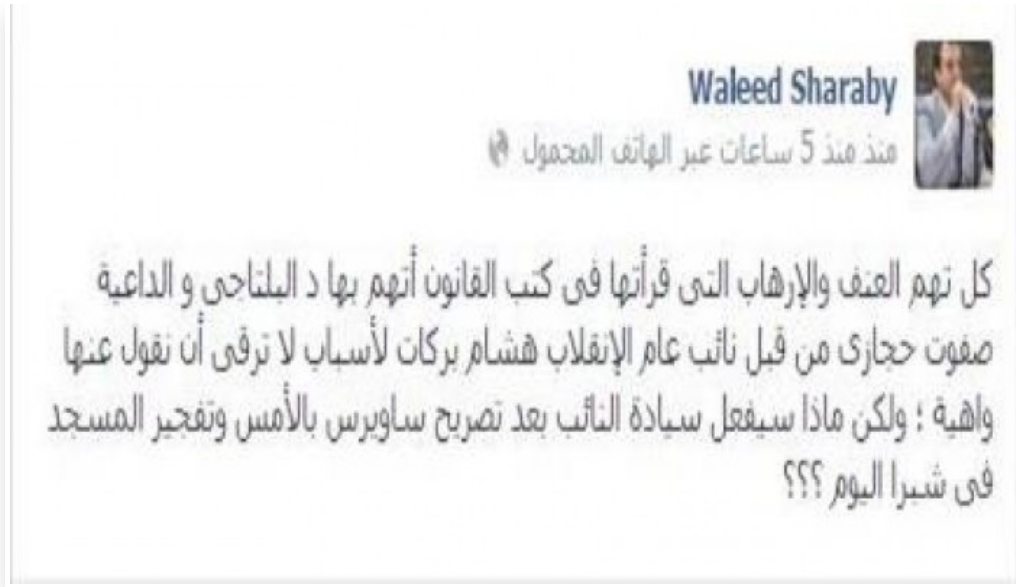 Waleed Sharaby
منذ منذ 5 ساعات عبر الهاتف المحمول
كل تهم العنف والإرهاب التى قرأتها فى كتب القانون أتهم بها د البلتاجى و الداعية
صفوت حجازى من قبل نائب عام الإنقلاب هشام بركات لأسباب لا ترقى أن نقول عنها
واهية ؛ ولكن ماذا سيفعل سيادة النائب بعد تصريح ساويرس بالأمس وتفجير المسجد
فى شبرا اليوم ؟؟؟